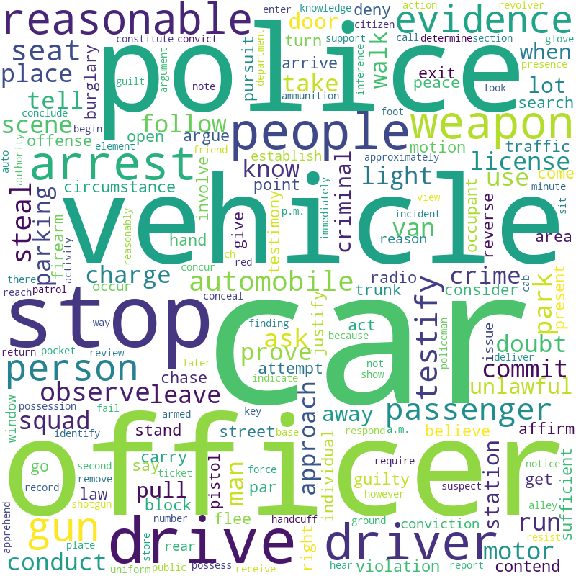 reasonable
police
evidence
enter
knowledge
action
revolver
constitute
convict
support
call
determine
section
glove
citizen
department
presence
guilt
argument
inference
ammunition
look
note
conclude
begin
foot
element
approximately
friend
authority
auto
seat
place
burglary
door
deny
turn
arrive
pursuit
take
walk
exit
peace
when
lot
search
tell
scene
offense
follow
open
argue
people
weapon
motion
traffic
license
arrest
establish
circumstance
involve
know
point
light
criminal
use
come
minute
view
sit
steal
parking
firearm
activity
reasonably
vehicle
hand
testimony
ch
concur
red
give
p.m.
immediately
incident
reason
van
occupant
reverse
area
there
reach
patrol
charge
occur
automobile
radio
crime
present
conceal
trunk
consider
cab
return
way
pocket
review
stop
car
finding
later
ask
prove
justify
act
because
not
show
policeman
testify
doubt
issue
deliver
park
person
commit
unlawful
window
possession
fail
identify
observe
leave
chase
attempt
indicate
armed
key
base
away
passenger
squad
stand
street
respond
a.m.
believe
affirm
officer
approach
individual
require
however
suspect
notice
station
get
sufficient
go
second
carry
say
ticket
force
man
guilty
record
remove
law
pull
block
pistol
par
flee
handcuff
ground
alley
run
resist
apprehend
gun
shotgun
number
drive
driver
right
conviction
motor
plate
store
rear
violation
hear
report
conduct
uniform
public
possess
receive
contend